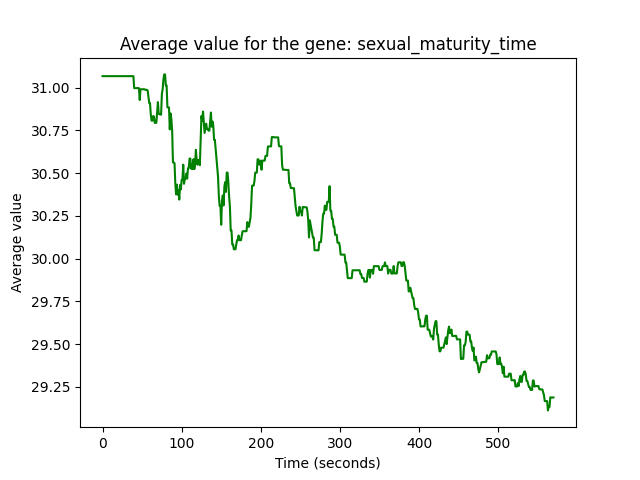 Average value for the gene: sexual_maturity_time
31.00
30.75
30.50
30.25
30.00
29.75
29.50
29.25
Average value
0 100 200 300 400 500
Time (seconds)